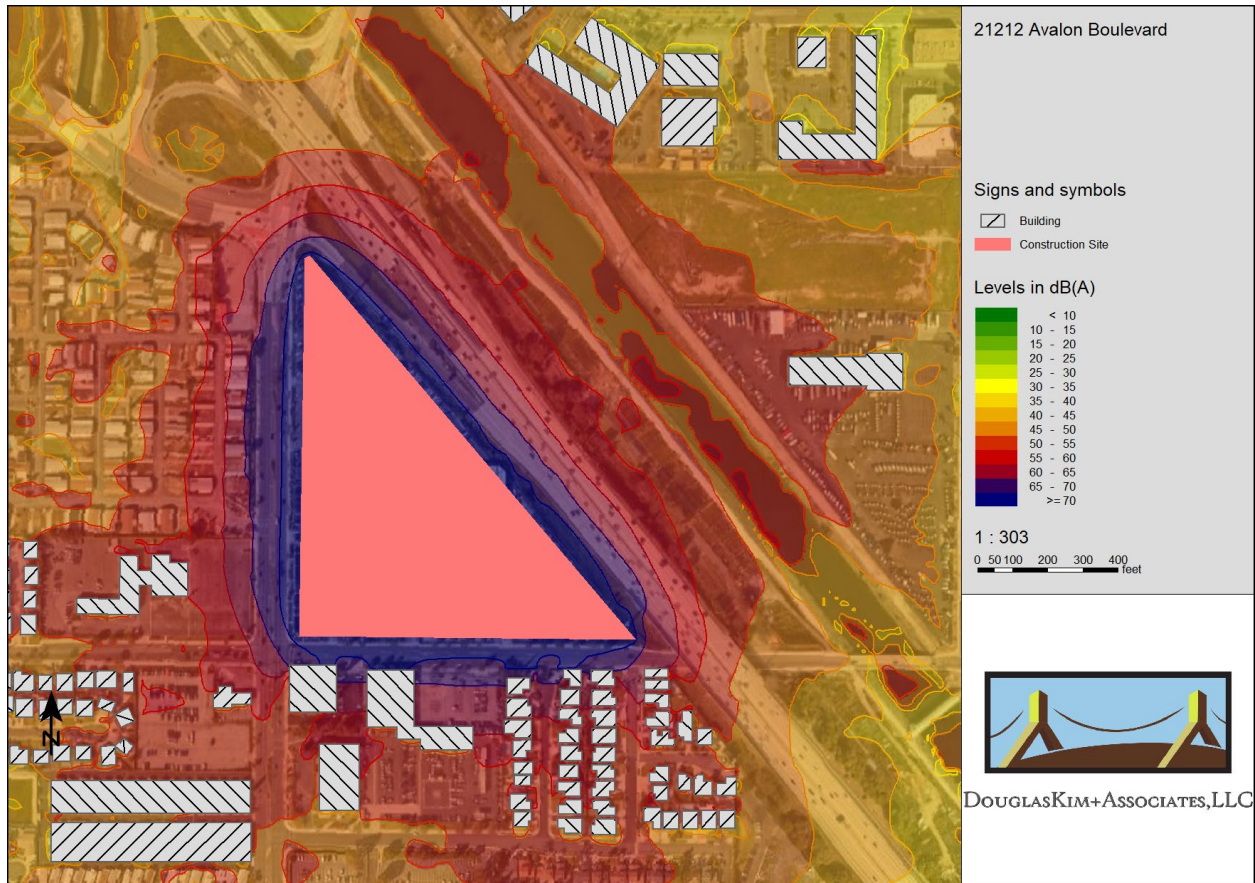 21212 Avalon Boulevard
Signs and symbols
Building
Construction Site
Levels in dB(A)
< 10
10 - 15
15 - 20
20 - 25
25 - 30
30 - 35
35 - 40
40 - 45
45 - 50
50 - 55
55 - 60
60 - 65
65 - 70
>= 70
1 : 303
0 50 100 200 300 400
feet
N
DOUGLASKIM+ASSOCIATES,LLC